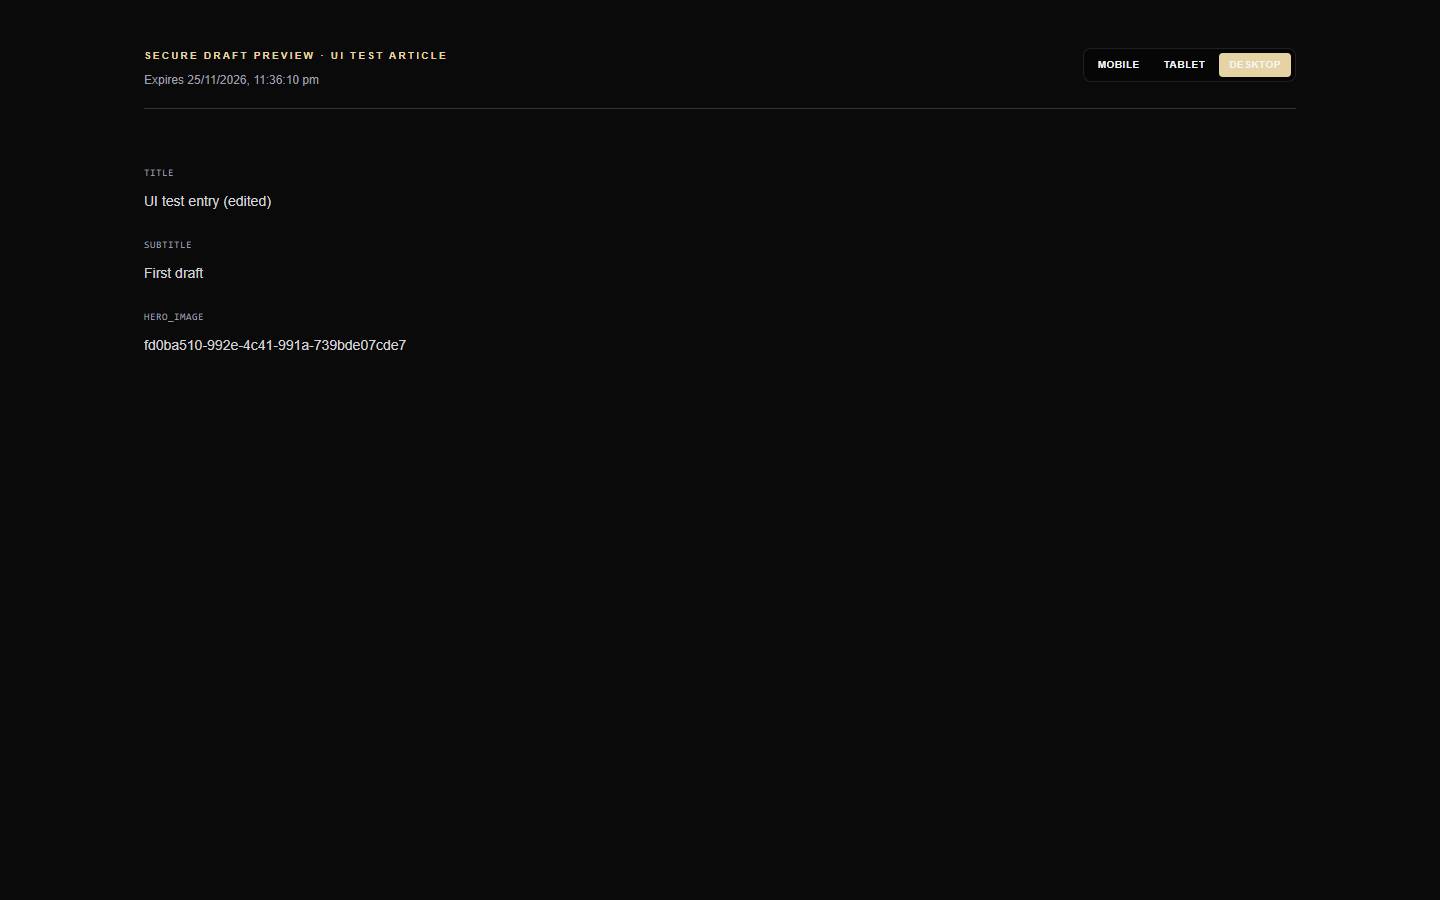 SECURE DRAFT PREVIEW · UI TEST ARTICLE
Expires 25/11/2026, 11:36:10 pm
MOBILE TABLET DESKTOP
TITLE
UI test entry (edited)
SUBTITLE
First draft
HERO_IMAGE
fd0ba510-992e-4c41-991a-739bde07cde7